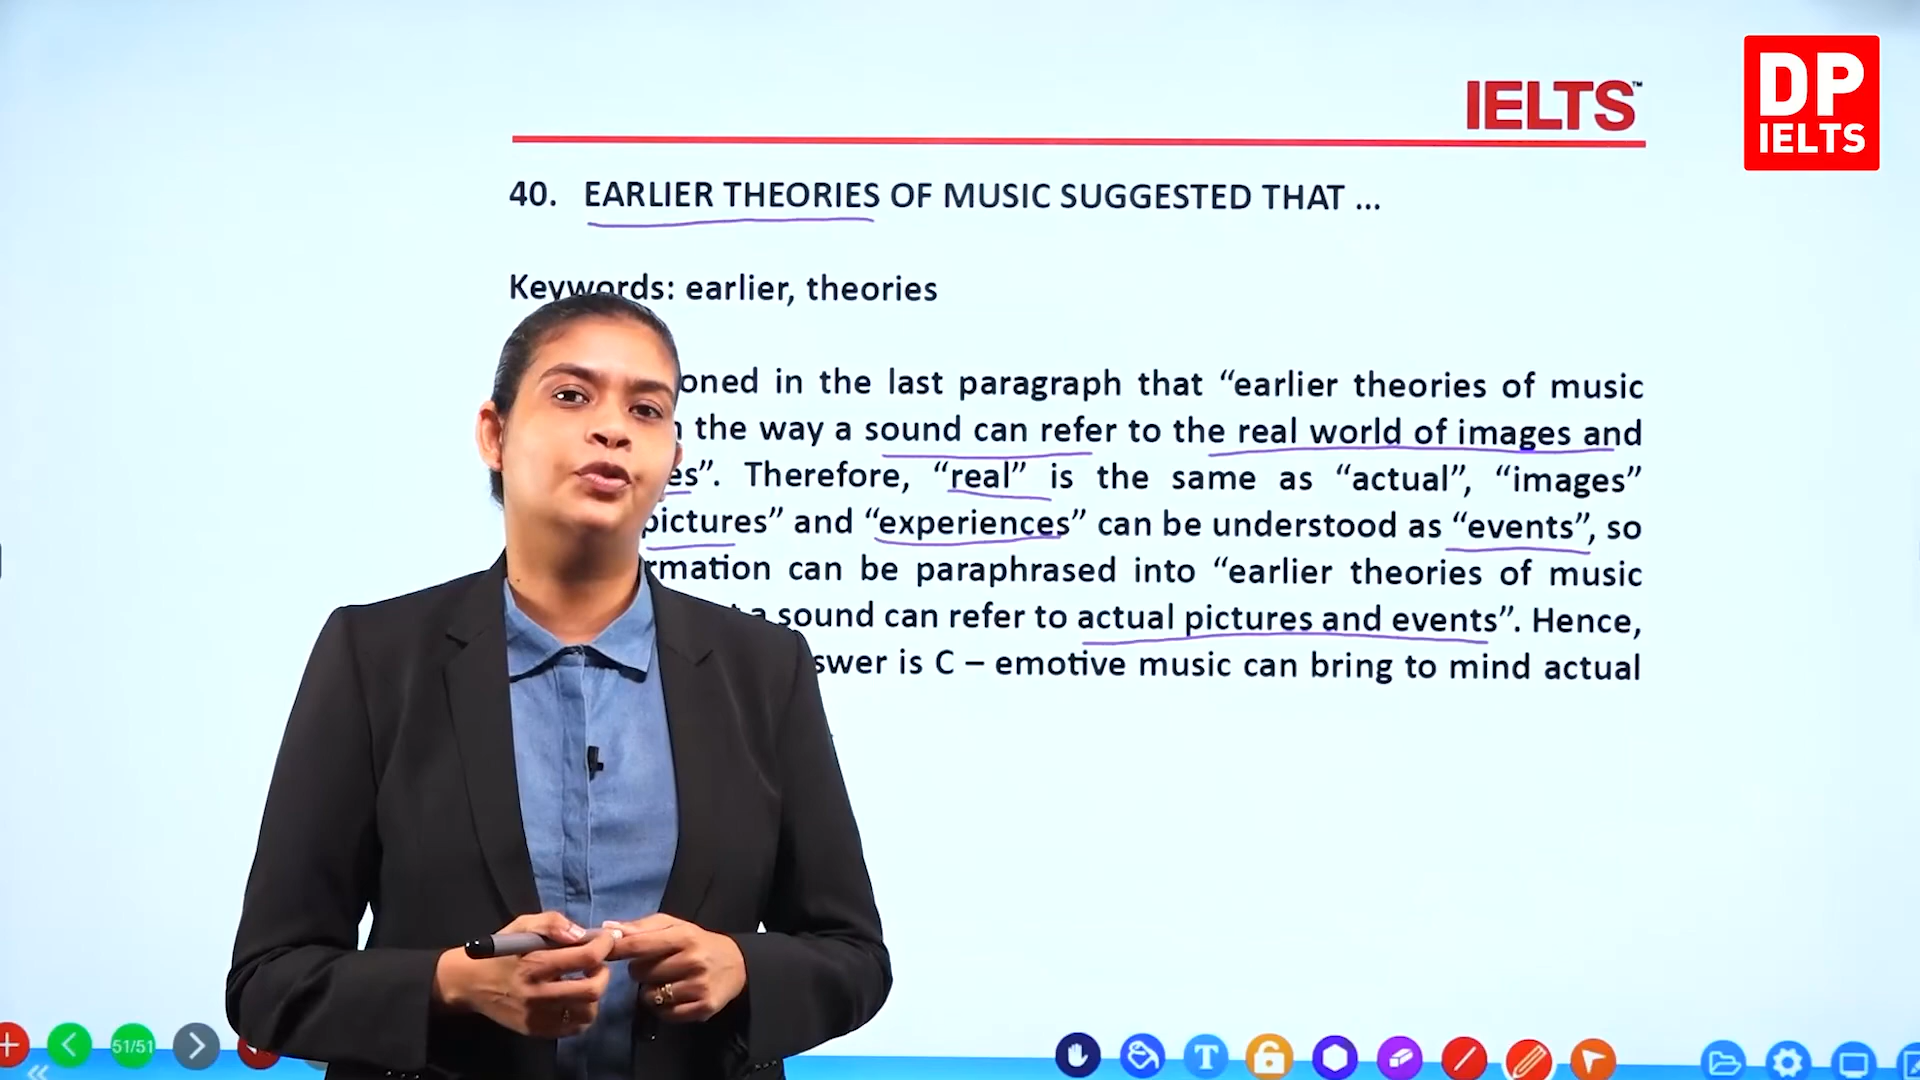 DP
IELTS
IELTS™
40. EARLIER THEORIES OF MUSIC SUGGESTED THAT ...
Keywords: earlier, theories
oned in the last paragraph that “earlier theories of music
the way a sound can refer to the real world of images and
es”. Therefore, “real” is the same as “actual”, “images”
pictures” and “experiences” can be understood as “events”, so
rmation can be paraphrased into “earlier theories of music
a sound can refer to actual pictures and events”. Hence,
swer is C – emotive music can bring to mind actual
51/51
T